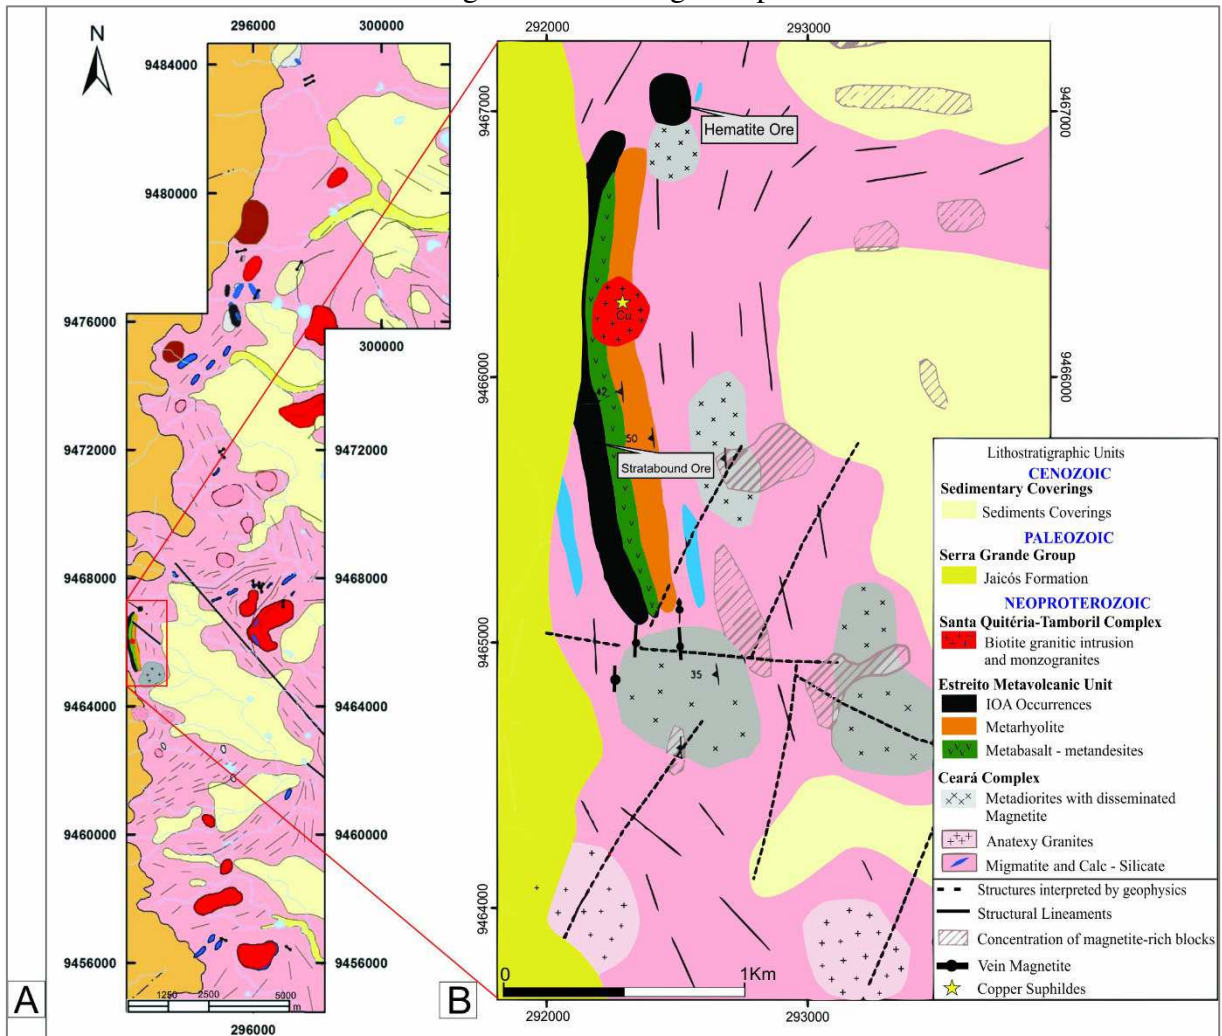 A
N
296000
300000
9484000
9480000
9476000
300000
9472000
9468000
9464000
9460000
9456000
9456000
0
1250
2500
5000
m
296000
B
292000
293000
9467000
9467000
Hematite Ore
Cu
9466000
9466000
42
50
Stratabound Ore
9465000
35
9464000
0
1Km
292000
293000
Lithostratigraphic Units
CENOZOIC
Sedimentary Coverings
Sediments Coverings
PALEOZOIC
Serra Grande Group
Jaicós Formation
NEOPROTEROZOIC
Santa Quitéria-Tamboril Complex
Biotite granitic intrusion
and monzogranites
Estreito Metavolcanic Unit
IOA Occurrences
Metarhyolite
Metabasalt - metandesites
Ceará Complex
Metadiorites with disseminated
Magnetite
Anatexy Granites
Migmatite and Calc - Silicate
Structures interpreted by geophysics
Structural Lineaments
Concentration of magnetite-rich blocks
Vein Magnetite
Copper Suphildes